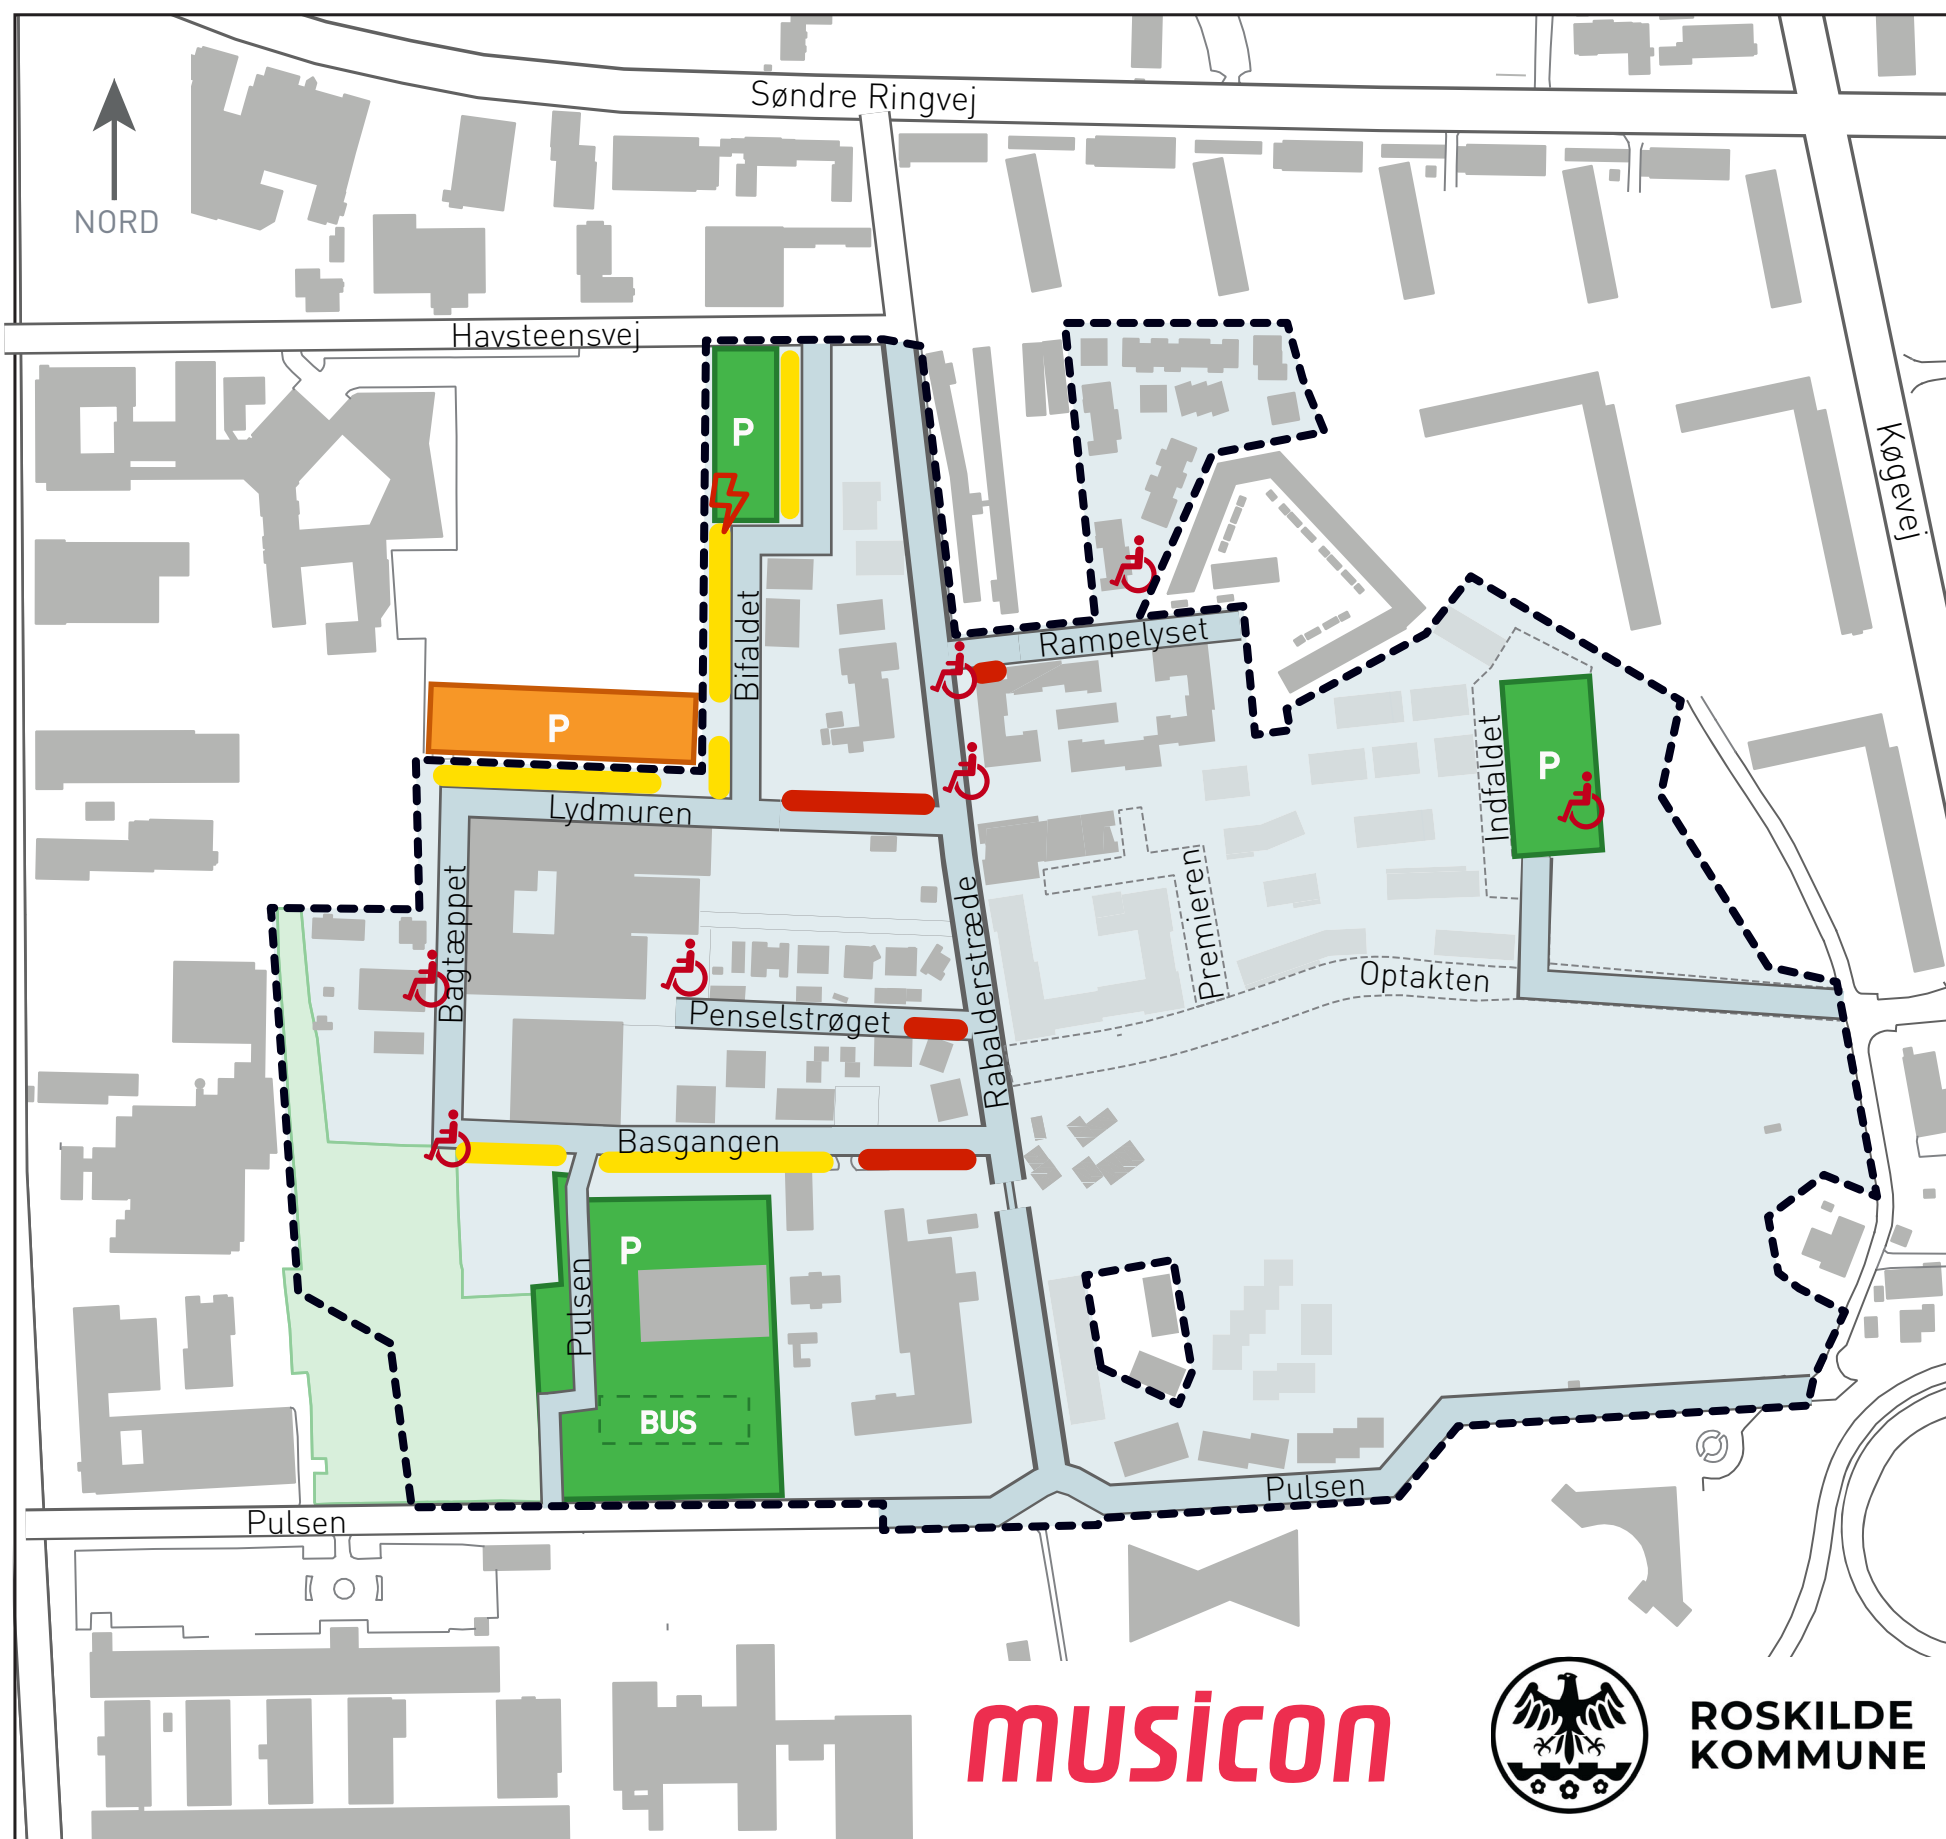 Søndre Ringvej
NORD
Havsteensvej
P
Køgevej
Bifaldet
Rampelyset
P
Indfaldet
P
Lydmuren
Bagtæppet
Rabalderstræde
Premieren
Optakten
Penselstrøget
Basgangen
P
Pulsen
BUS
Pulsen
Pulsen
musicon
ROSKILDE
KOMMUNE